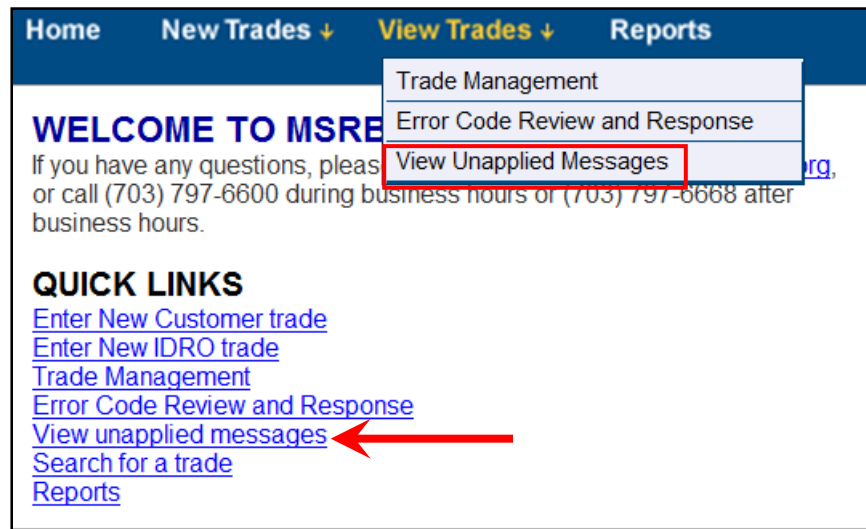 Home New Trades ↓ View Trades ↓ Reports
Trade Management
Error Code Review and Response
View Unapplied Messages
WELCOME TO MSR
If you have any questions, rg,
or call (703) 797-6600 during business hours or (703) 797-6668 after
business hours.
QUICK LINKS
Enter New Customer trade
Enter New IDRO trade
Trade Management
Error Code Review and Response
View unapplied messages
Search for a trade
Reports